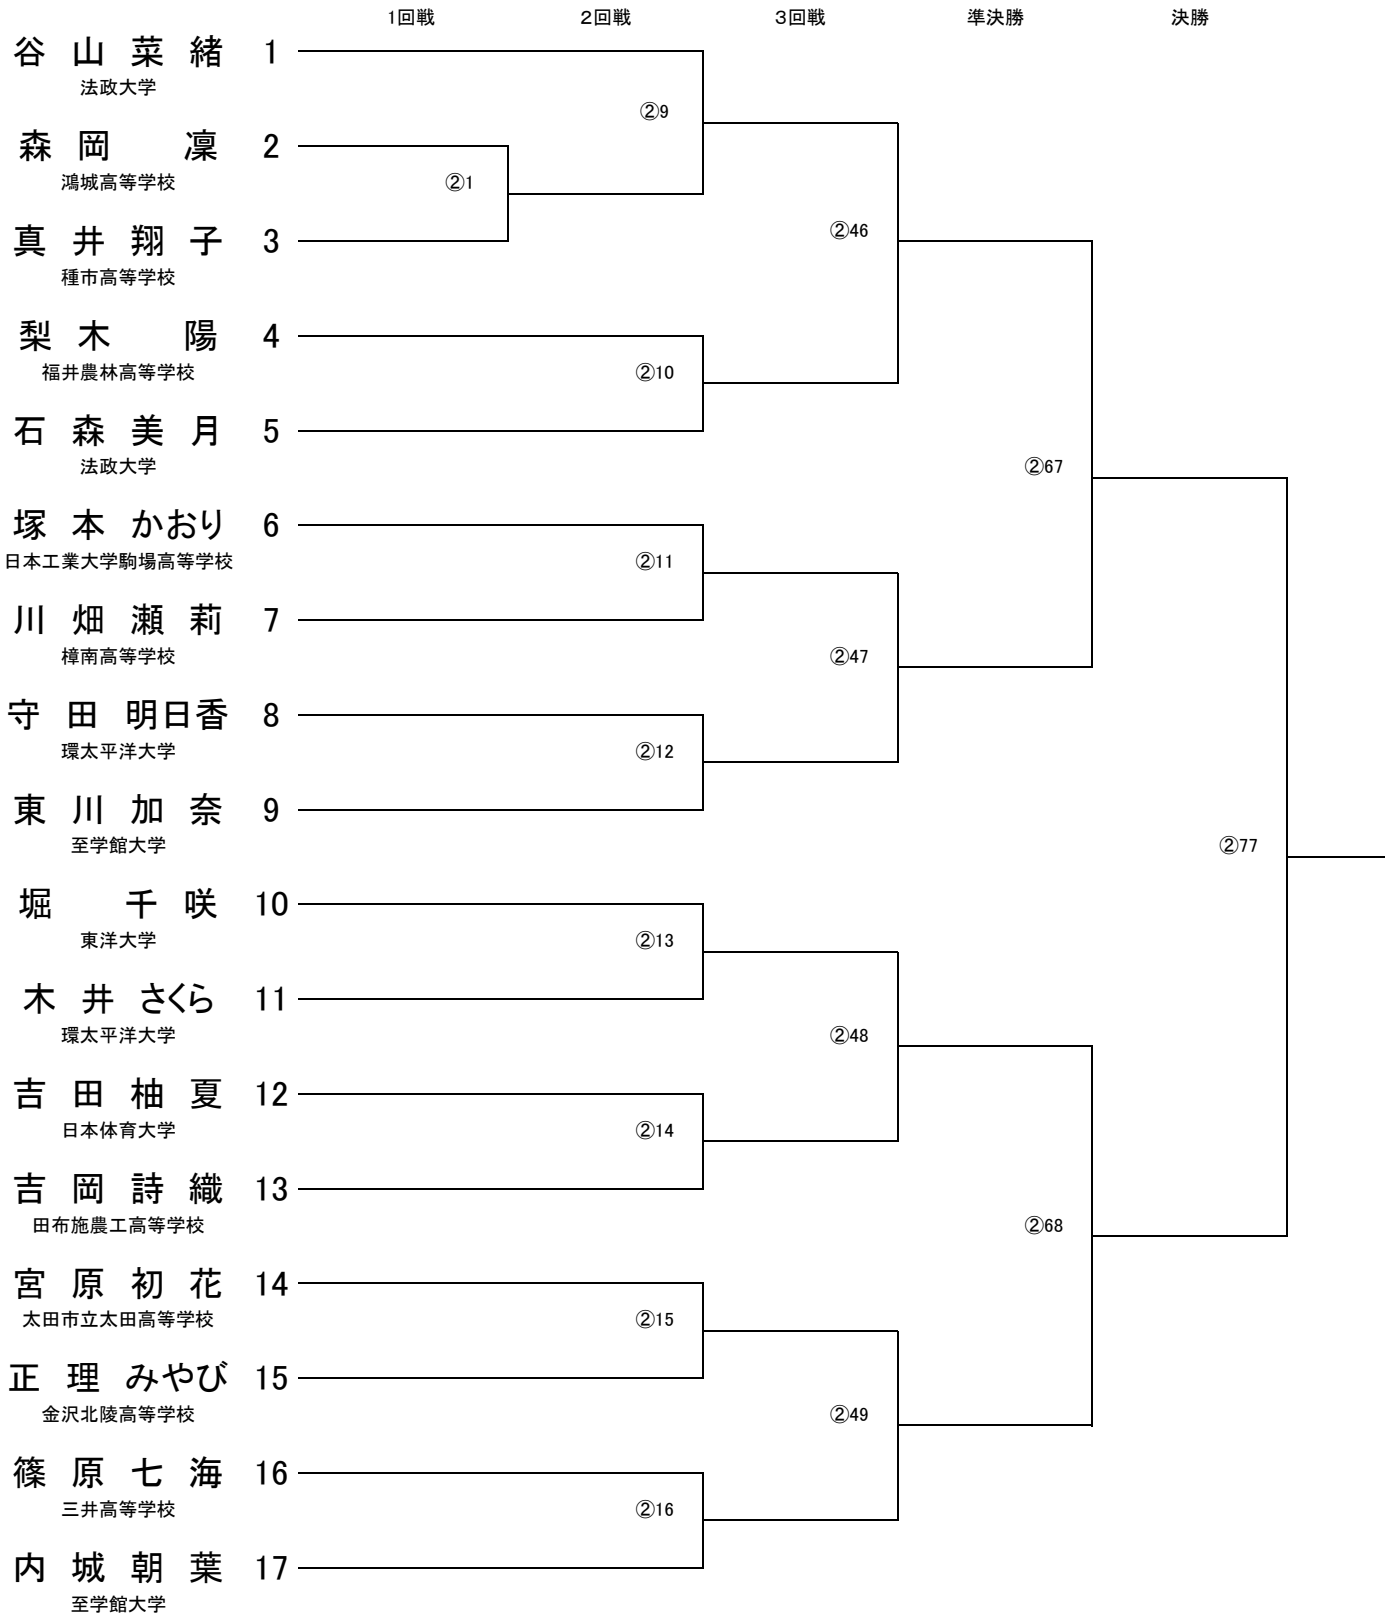 1回戦 2回戦 3回戦 準決勝 決勝
谷山菜緒 1
法政大学
②9
森岡 凜 2
鴻城高等学校
②1
真井翔子 3
種市高等学校
②46
梨木 陽 4
福井農林高等学校
②10
石森美月 5
法政大学
②67
塚本かおり 6
日本工業大学駒場高等学校
②11
川畑瀬莉 7
樟南高等学校
②47
守田明日香 8
環太平洋大学
②12
東川加奈 9
至学館大学
②77
堀 千咲 10
東洋大学
②13
木井さくら 11
環太平洋大学
②48
吉田柚夏 12
日本体育大学
②14
吉岡詩織 13
田布施農工高等学校
②68
宮原初花 14
太田市立太田高等学校
②15
正理みやび 15
金沢北陵高等学校
②49
篠原七海 16
三井高等学校
②16
内城朝葉 17
至学館大学